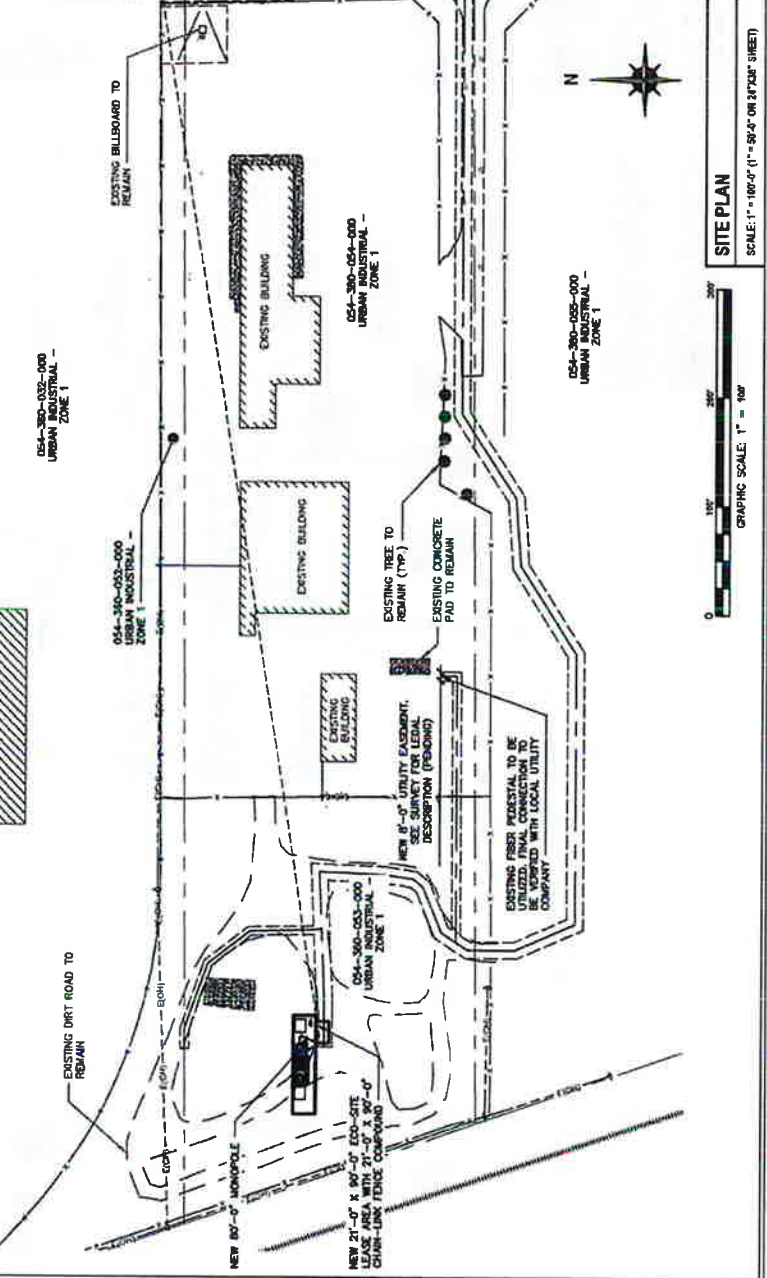 EXISTING BILLBOARD TO
REMAIN
054-360-032-000
URBAN INDUSTRIAL -
ZONE 1
054-360-052-000
URBAN INDUSTRIAL -
ZONE 1
EXISTING BUILDING
054-360-054-000
URBAN INDUSTRIAL -
ZONE 1
EXISTING BUILDING
EXISTING BUILDING
EXISTING TREE TO
REMAIN (TYP.)
EXISTING CONCRETE
PAD TO REMAIN
054-360-055-000
URBAN INDUSTRIAL -
ZONE 1
NEW 8'-0" UTILITY EASEMENT,
SEE SURVEY FOR LEGAL
DESCRIPTION (PENDING)
EXISTING FIBER PEDESTAL TO BE
UTILIZED. FINAL CONNECTION TO
BE VERIFIED WITH LOCAL UTILITY
COMPANY
054-360-053-000
URBAN INDUSTRIAL -
ZONE 1
EXISTING DIRT ROAD TO
REMAIN
NEW 80'-0" MONOPOLE
NEW 21'-0" X 90'-0" ECO-SITE
LEASE AREA WITH 21'-0" X 90'-0"
CHAIN-LINK FENCE COMPOUND
E(OH)
E(OH)
E(OH)
E(OH)
E(OH)
E(OH)
N
0 100' 200' 300'
GRAPHIC SCALE: 1" = 100'
SITE PLAN
SCALE: 1" = 100'-0" (1" = 50'-0" ON 24"X36" SHEET)